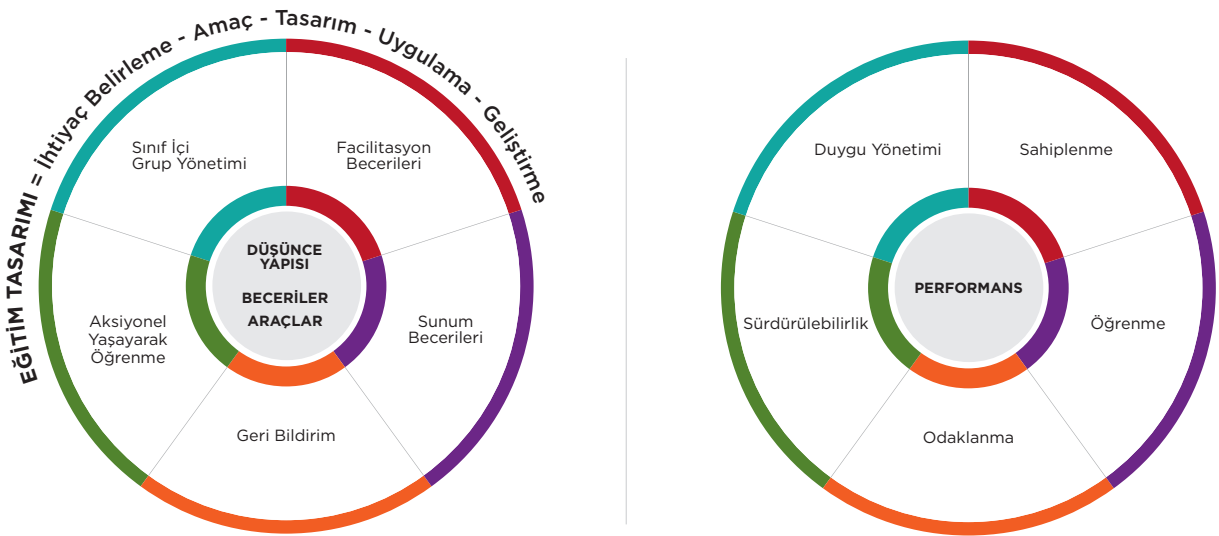 EĞİTİM TASARIMI = İhtiyaç Belirleme - Amaç - Tasarım - Uygulama - Geliştirme
Sınıf İçi
Grup Yönetimi
Facilitasyon
Becerileri
DÜŞÜNCE
YAPISI
BECERİLER
ARAÇLAR
Aksiyonel
Yaşayarak
Öğrenme
Sunum
Becerileri
Geri Bildirim
Duygu Yönetimi
Sahiplenme
PERFORMANS
Sürdürülebilirlik
Öğrenme
Odaklanma